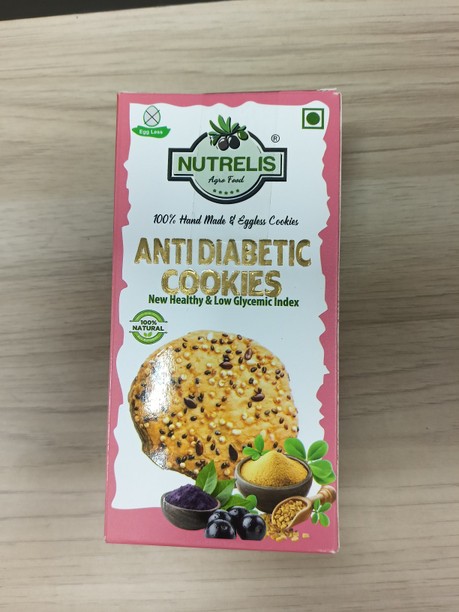 Egg Less
®
NUTRELIS
Agro Food
100% Hand Made & Eggless Cookies
ANTI DIABETIC
COOKIES
New Healthy & Low Glycemic Index
100%
NATURAL